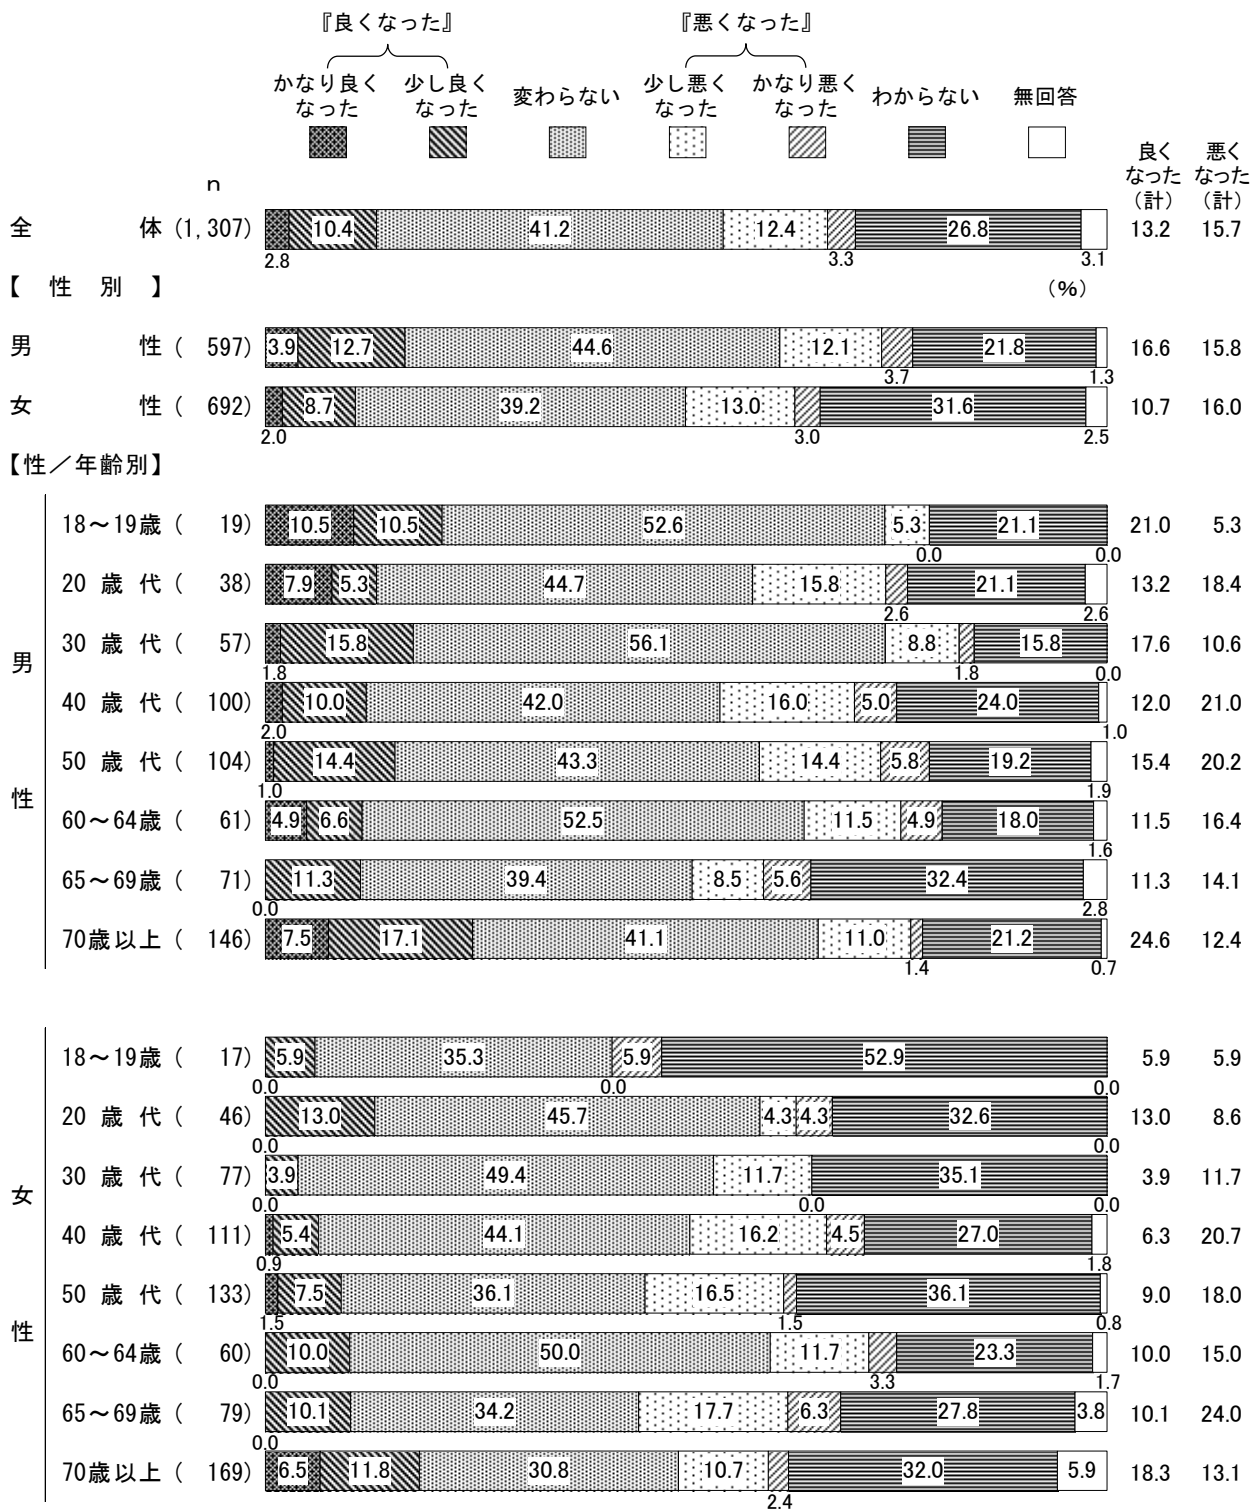 『良くなった』 『悪くなった』
かなり良く 少し良く 変わらない 少し悪く かなり悪く わからない 無回答
なった なった なった なった
良く 悪く
なった なった
n (計) (計)
全体 (1,307) 10.4 41.2 12.4 26.8 13.2 15.7
2.8 3.3 3.1
【性別】 (%)
男性 (597) 3.9 12.7 44.6 12.1 21.8 16.6 15.8
3.7 1.3
女性 (692) 8.7 39.2 13.0 31.6 10.7 16.0
2.0 3.0 2.5
【性/年齢別】
男性
18~19歳 (19) 10.5 10.5 52.6 5.3 21.1 21.0 5.3
0.0 0.0
20歳代 (38) 7.9 5.3 44.7 15.8 21.1 13.2 18.4
2.6 2.6
30歳代 (57) 15.8 56.1 8.8 15.8 17.6 10.6
1.8 1.8 0.0
40歳代 (100) 10.0 42.0 16.0 5.0 24.0 12.0 21.0
2.0 1.0
50歳代 (104) 14.4 43.3 14.4 5.8 19.2 15.4 20.2
1.0 1.9
60~64歳 (61) 4.9 6.6 52.5 11.5 4.9 18.0 11.5 16.4
1.6
65~69歳 (71) 11.3 39.4 8.5 5.6 32.4 11.3 14.1
0.0 2.8
70歳以上 (146) 7.5 17.1 41.1 11.0 21.2 24.6 12.4
1.4 0.7
女性
18~19歳 (17) 5.9 35.3 5.9 52.9 5.9 5.9
0.0 0.0 0.0
20歳代 (46) 13.0 45.7 4.3 4.3 32.6 13.0 8.6
0.0 0.0
30歳代 (77) 3.9 49.4 11.7 35.1 3.9 11.7
0.0 0.0 0.0
40歳代 (111) 5.4 44.1 16.2 4.5 27.0 6.3 20.7
0.9 1.8
50歳代 (133) 7.5 36.1 16.5 36.1 9.0 18.0
1.5 1.5 0.8
60~64歳 (60) 10.0 50.0 11.7 23.3 10.0 15.0
0.0 3.3 1.7
65~69歳 (79) 10.1 34.2 17.7 6.3 27.8 3.8 10.1 24.0
0.0
70歳以上 (169) 6.5 11.8 30.8 10.7 32.0 5.9 18.3 13.1
2.4